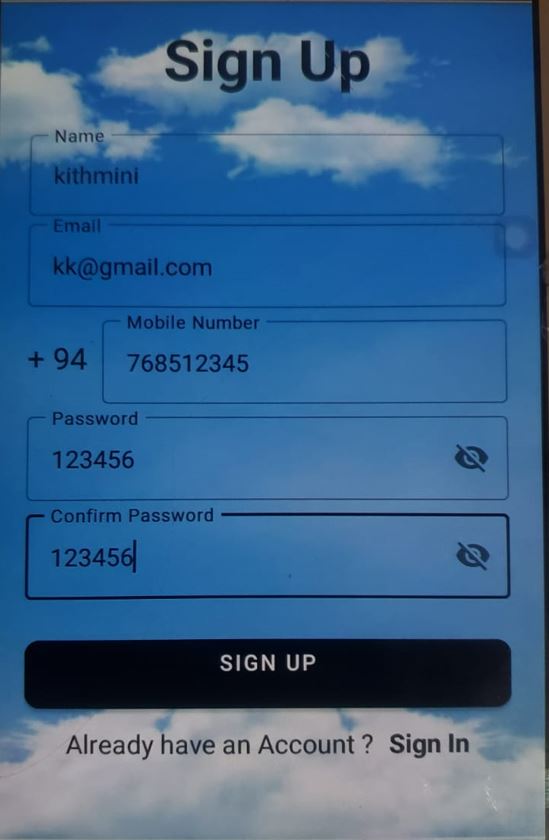 Sign Up
Name
kithmini
Email
kk@gmail.com
Mobile Number
+ 94 768512345
Password
123456
Confirm Password
123456
SIGN UP
Already have an Account ? Sign In